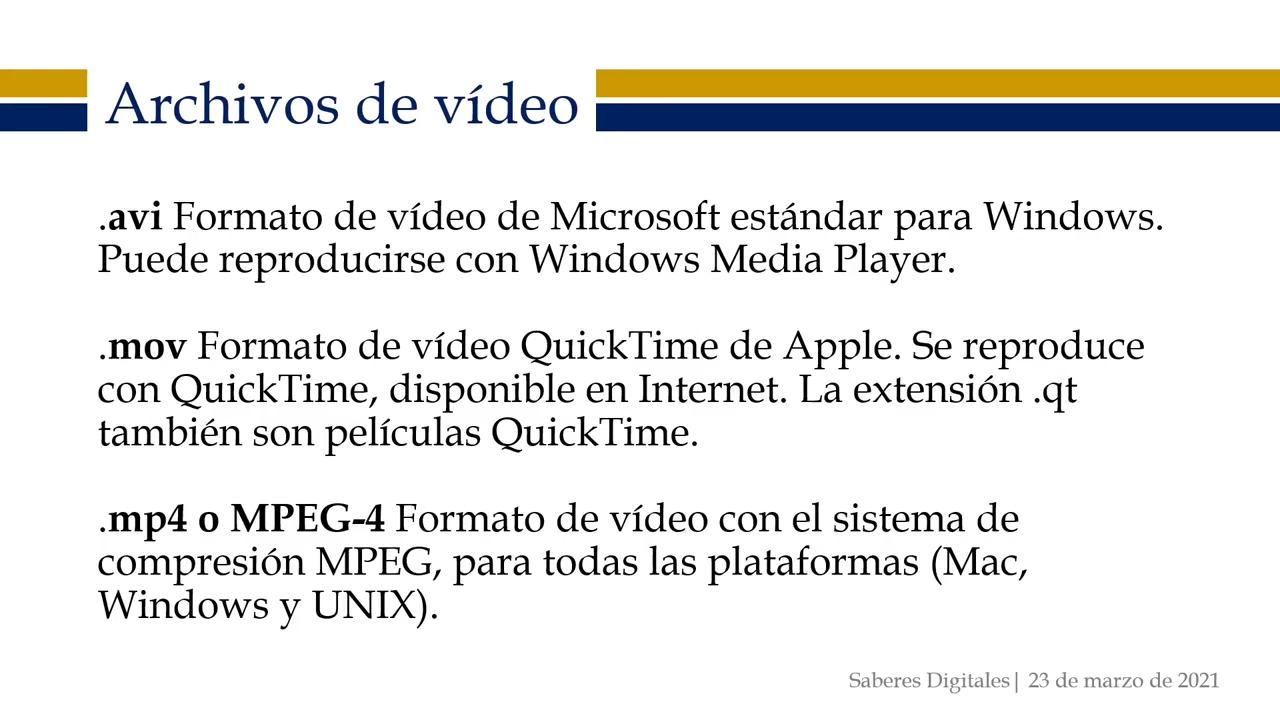 Archivos de vídeo
.avi Formato de vídeo de Microsoft estándar para Windows.
Puede reproducirse con Windows Media Player.
.mov Formato de vídeo QuickTime de Apple. Se reproduce
con QuickTime, disponible en Internet. La extensión .qt
también son películas QuickTime.
.mp4 o MPEG-4 Formato de vídeo con el sistema de
compresión MPEG, para todas las plataformas (Mac,
Windows y UNIX).
Saberes Digitales| 23 de marzo de 2021